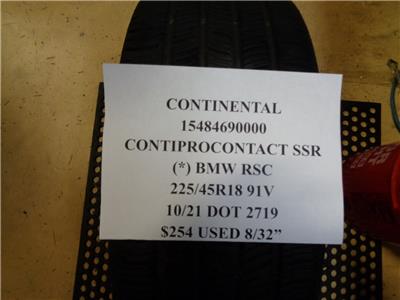 CONTINENTAL
15484690000
CONTIPROCONTACT SSR
(*) BMW RSC
225/45R18 91V
10/21 DOT 2719
$254 USED 8/32”